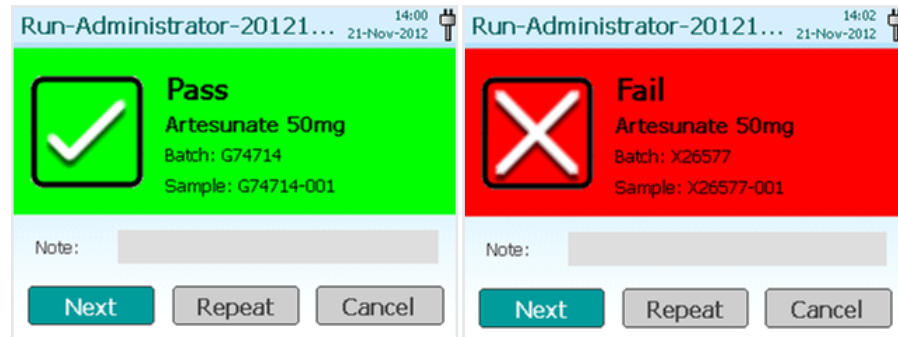 Run-Administrator-20121... 14:00
21-Nov-2012
Pass
Artesunate 50mg
Batch: G74714
Sample: G74714-001
Note:
Next Repeat Cancel
Run-Administrator-20121... 14:02
21-Nov-2012
Fail
Artesunate 50mg
Batch: X26577
Sample: X26577-001
Note:
Next Repeat Cancel